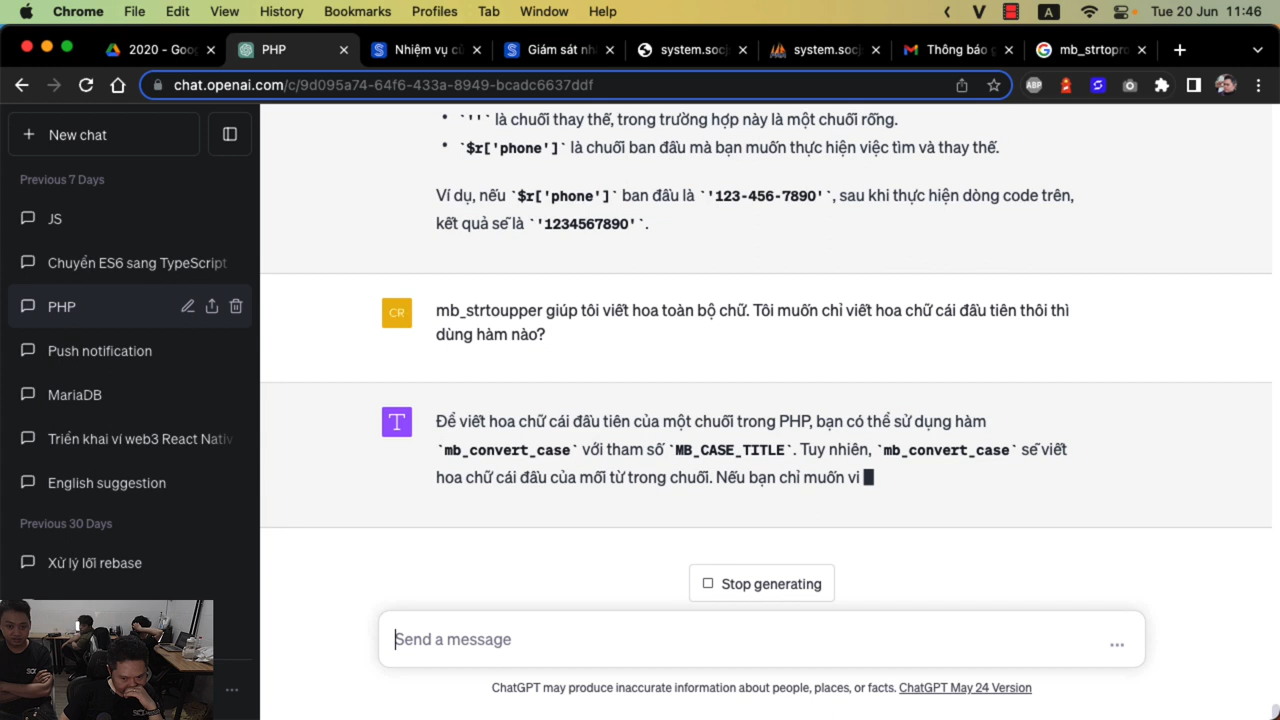 Chrome File Edit View History Bookmarks Profiles Tab Window Help A Tue 20 Jun 11:46
2020 - Goo PHP Nhiệm vụ củ Giám sát nh system.socj system.socj Thông báo g mb_strtopro
chat.openai.com/c/9d095a74-64f6-433a-8949-bcadc6637ddf ABP
New chat
Previous 7 Days
JS
Chuyển ES6 sang TypeScript
PHP
Push notification
MariaDB
Triển khai ví web3 React Nativ
English suggestion
Previous 30 Days
Xử lý lỗi rebase
• `''` là chuỗi thay thế, trong trường hợp này là một chuỗi rỗng.
• `$r['phone']` là chuỗi ban đầu mà bạn muốn thực hiện việc tìm và thay thế.
Ví dụ, nếu `$r['phone']` ban đầu là `'123-456-7890'`, sau khi thực hiện dòng code trên,
kết quả sẽ là `'1234567890'`.
CR
mb_strtoupper giúp tôi viết hoa toàn bộ chữ. Tôi muốn chỉ viết hoa chữ cái đầu tiên thôi thì
dùng hàm nào?
T
Để viết hoa chữ cái đầu tiên của một chuỗi trong PHP, bạn có thể sử dụng hàm
`mb_convert_case` với tham số `MB_CASE_TITLE`. Tuy nhiên, `mb_convert_case` sẽ viết
hoa chữ cái đầu của mỗi từ trong chuỗi. Nếu bạn chỉ muốn vi
Stop generating
Send a message
ChatGPT may produce inaccurate information about people, places, or facts. ChatGPT May 24 Version